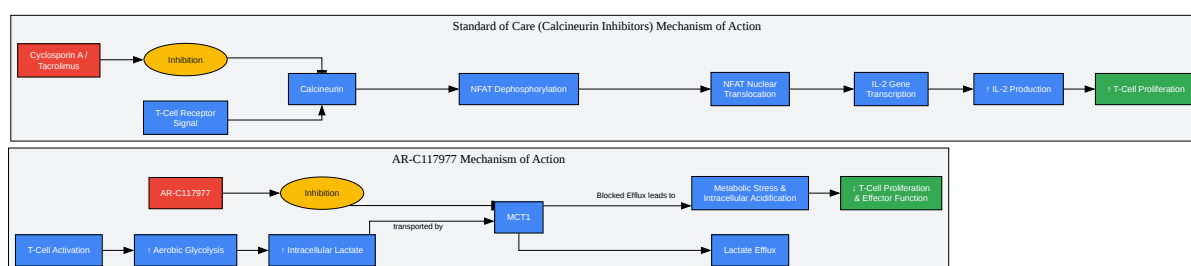 Standard of Care (Calcineurin Inhibitors) Mechanism of Action
Cyclosporin A /
Tacrolimus
Inhibition
T-Cell Receptor
Signal
Calcineurin
NFAT Dephosphorylation
NFAT Nuclear
Translocation
IL-2 Gene
Transcription
↑ IL-2 Production
↑ T-Cell Proliferation
AR-C117977 Mechanism of Action
AR-C117977
Inhibition
T-Cell Activation
↑ Aerobic Glycolysis
↑ Intracellular Lactate
transported by
MCT1
Blocked Efflux leads to
Metabolic Stress &
Intracellular Acidification
↓ T-Cell Proliferation
& Effector Function
Lactate Efflux